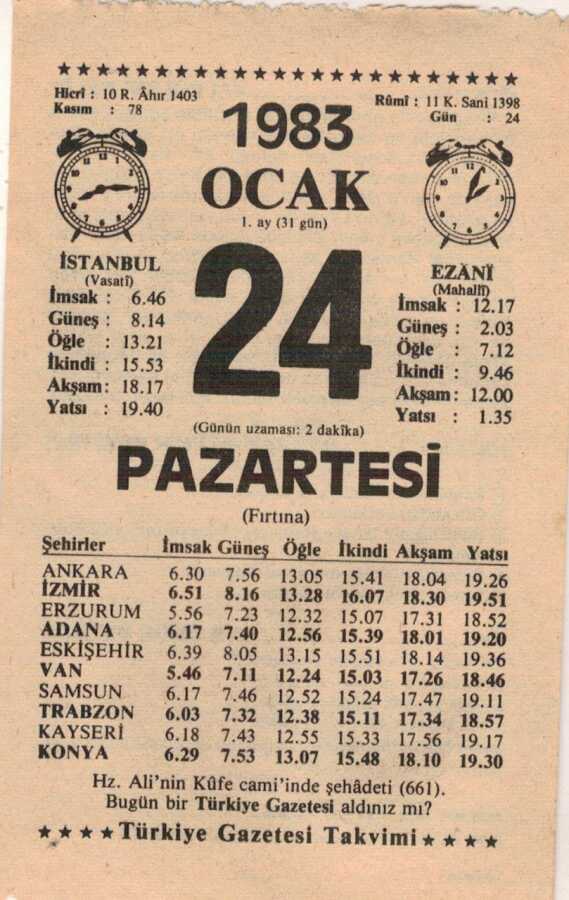 ★★★★★★★★★★★★★★★★★★★★
Hicrî : 10 R. Âhır 1403
Kasım : 78
Rûmî : 11 K. Sani 1398
Gün : 24
1983
OCAK
1. ay (31 gün)
24
(Günün uzaması: 2 dakîka)
İSTANBUL
(Vasatî)
İmsak : 6.46
Güneş : 8.14
Öğle : 13.21
İkindi : 15.53
Akşam : 18.17
Yatsı : 19.40
EZÂNÎ
(Mahallî)
İmsak : 12.17
Güneş : 2.03
Öğle : 7.12
İkindi : 9.46
Akşam : 12.00
Yatsı : 1.35
PAZARTESİ
(Fırtına)
Şehirler İmsak Güneş Öğle İkindi Akşam Yatsı
ANKARA 6.30 7.56 13.05 15.41 18.04 19.26
İZMİR 6.51 8.16 13.28 16.07 18.30 19.51
ERZURUM 5.56 7.23 12.32 15.07 17.31 18.52
ADANA 6.17 7.40 12.56 15.39 18.01 19.20
ESKİŞEHİR 6.39 8.05 13.15 15.51 18.14 19.36
VAN 5.46 7.11 12.24 15.03 17.26 18.46
SAMSUN 6.17 7.46 12.52 15.24 17.47 19.11
TRABZON 6.03 7.32 12.38 15.11 17.34 18.57
KAYSERİ 6.18 7.43 12.55 15.33 17.56 19.17
KONYA 6.29 7.53 13.07 15.48 18.10 19.30
Hz. Ali'nin Kûfe cami'inde şehâdeti (661).
Bugün bir Türkiye Gazetesi aldınız mı?
★★★★Türkiye Gazetesi Takvimi★★★★